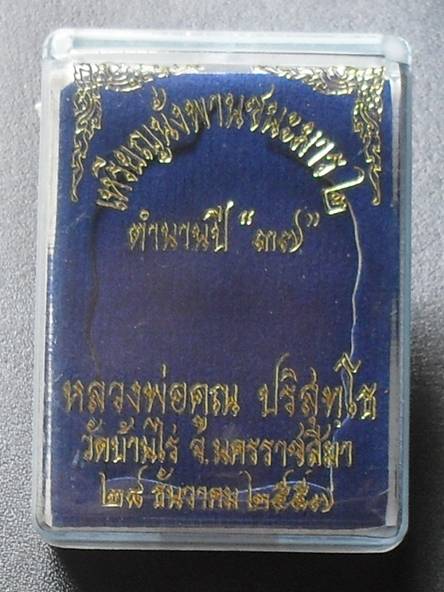 เหรียญนั่งพานชนะมาร ๒
ตำนานปี "๓๗"
หลวงพ่อคูณ ปริสุทฺโธ
วัดบ้านไร่ จ.นครราชสีมา
๒๘ ธันวาคม ๒๕๕๗